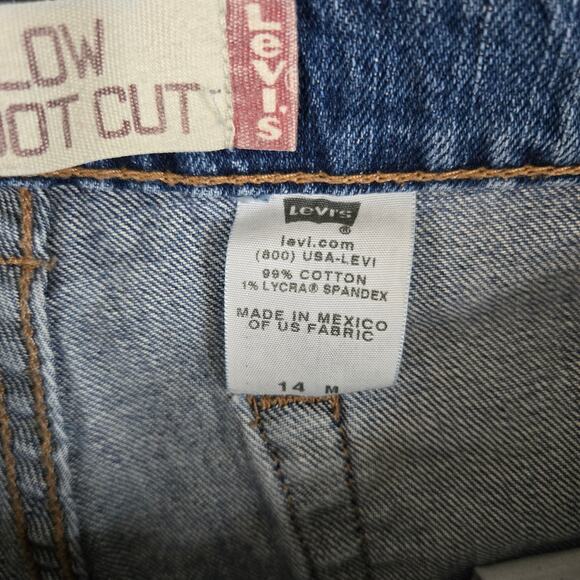 LOW
OOT CUT
Levi's
Levi's
®
levi.com
(800) USA-LEVI
99% COTTON
1% LYCRA® SPANDEX
MADE IN MEXICO
OF US FABRIC
14 M